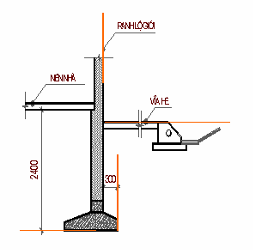 RANH LỘ GIỚI
NỀN NHÀ
VỈA HÈ
2400
300